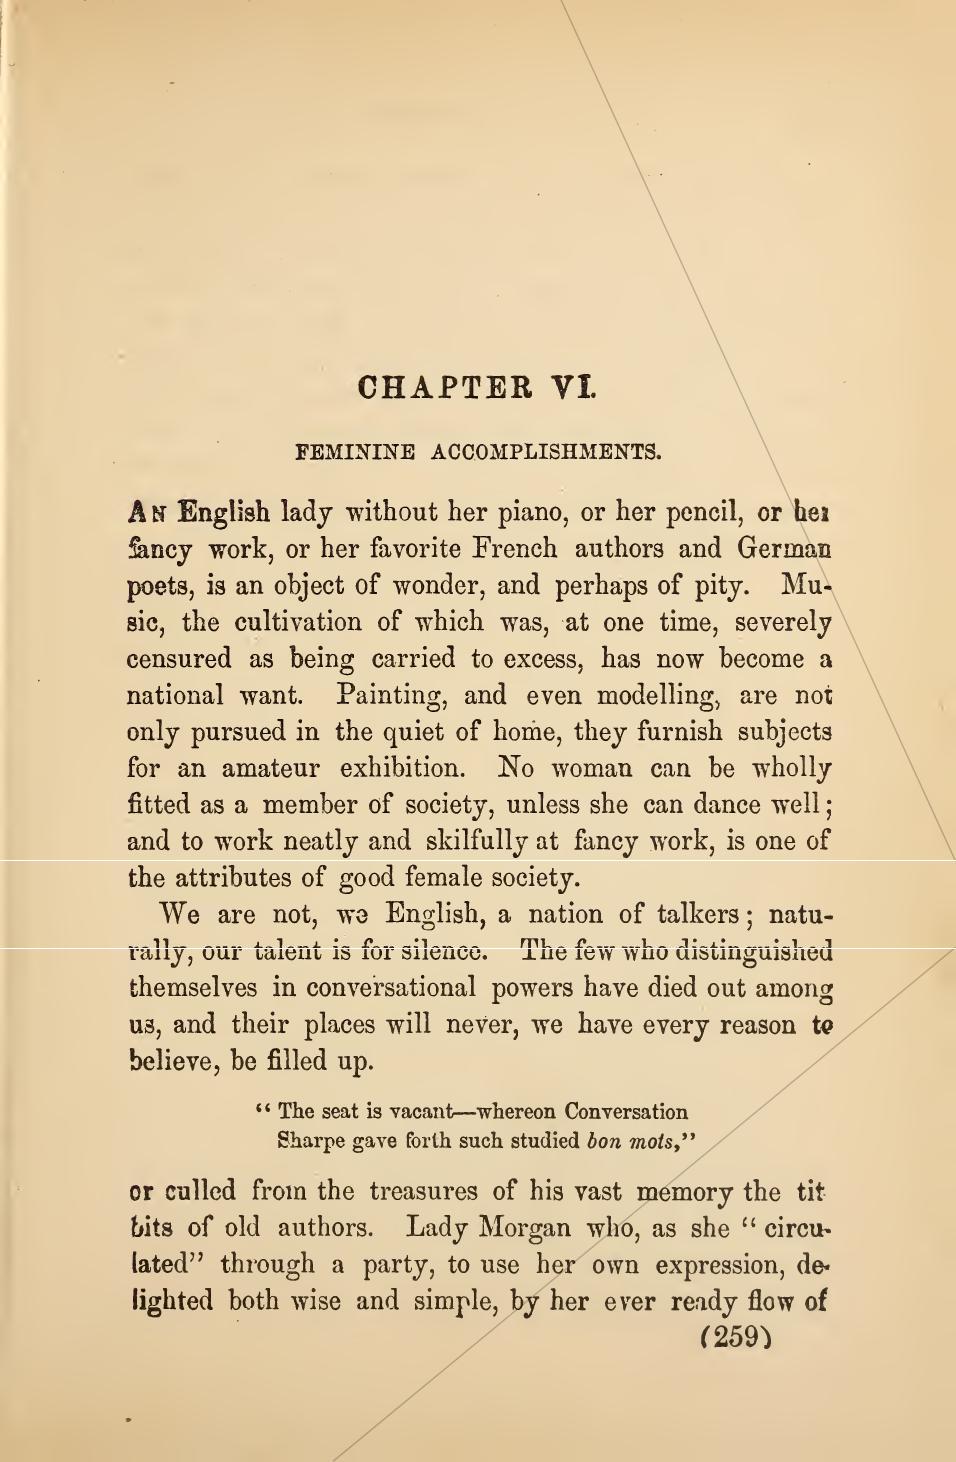 CHAPTER VI.
FEMININE ACCOMPLISHMENTS.
AN English lady without her piano, or her pencil, or her
fancy work, or her favorite French authors and German
poets, is an object of wonder, and perhaps of pity. Mu-
sic, the cultivation of which was, at one time, severely
censured as being carried to excess, has now become a
national want. Painting, and even modelling, are not
only pursued in the quiet of home, they furnish subjects
for an amateur exhibition. No woman can be wholly
fitted as a member of society, unless she can dance well;
and to work neatly and skilfully at fancy work, is one of
the attributes of good female society.
We are not, we English, a nation of talkers; natu-
rally, our talent is for silence. The few who distinguished
themselves in conversational powers have died out among
us, and their places will never, we have every reason to
believe, be filled up.
“ The seat is vacant—whereon Conversation
Sharpe gave forth such studied bon mots,”
or culled from the treasures of his vast memory the tit
bits of old authors. Lady Morgan who, as she “ circu-
lated” through a party, to use her own expression, de-
lighted both wise and simple, by her ever ready flow of
(259)